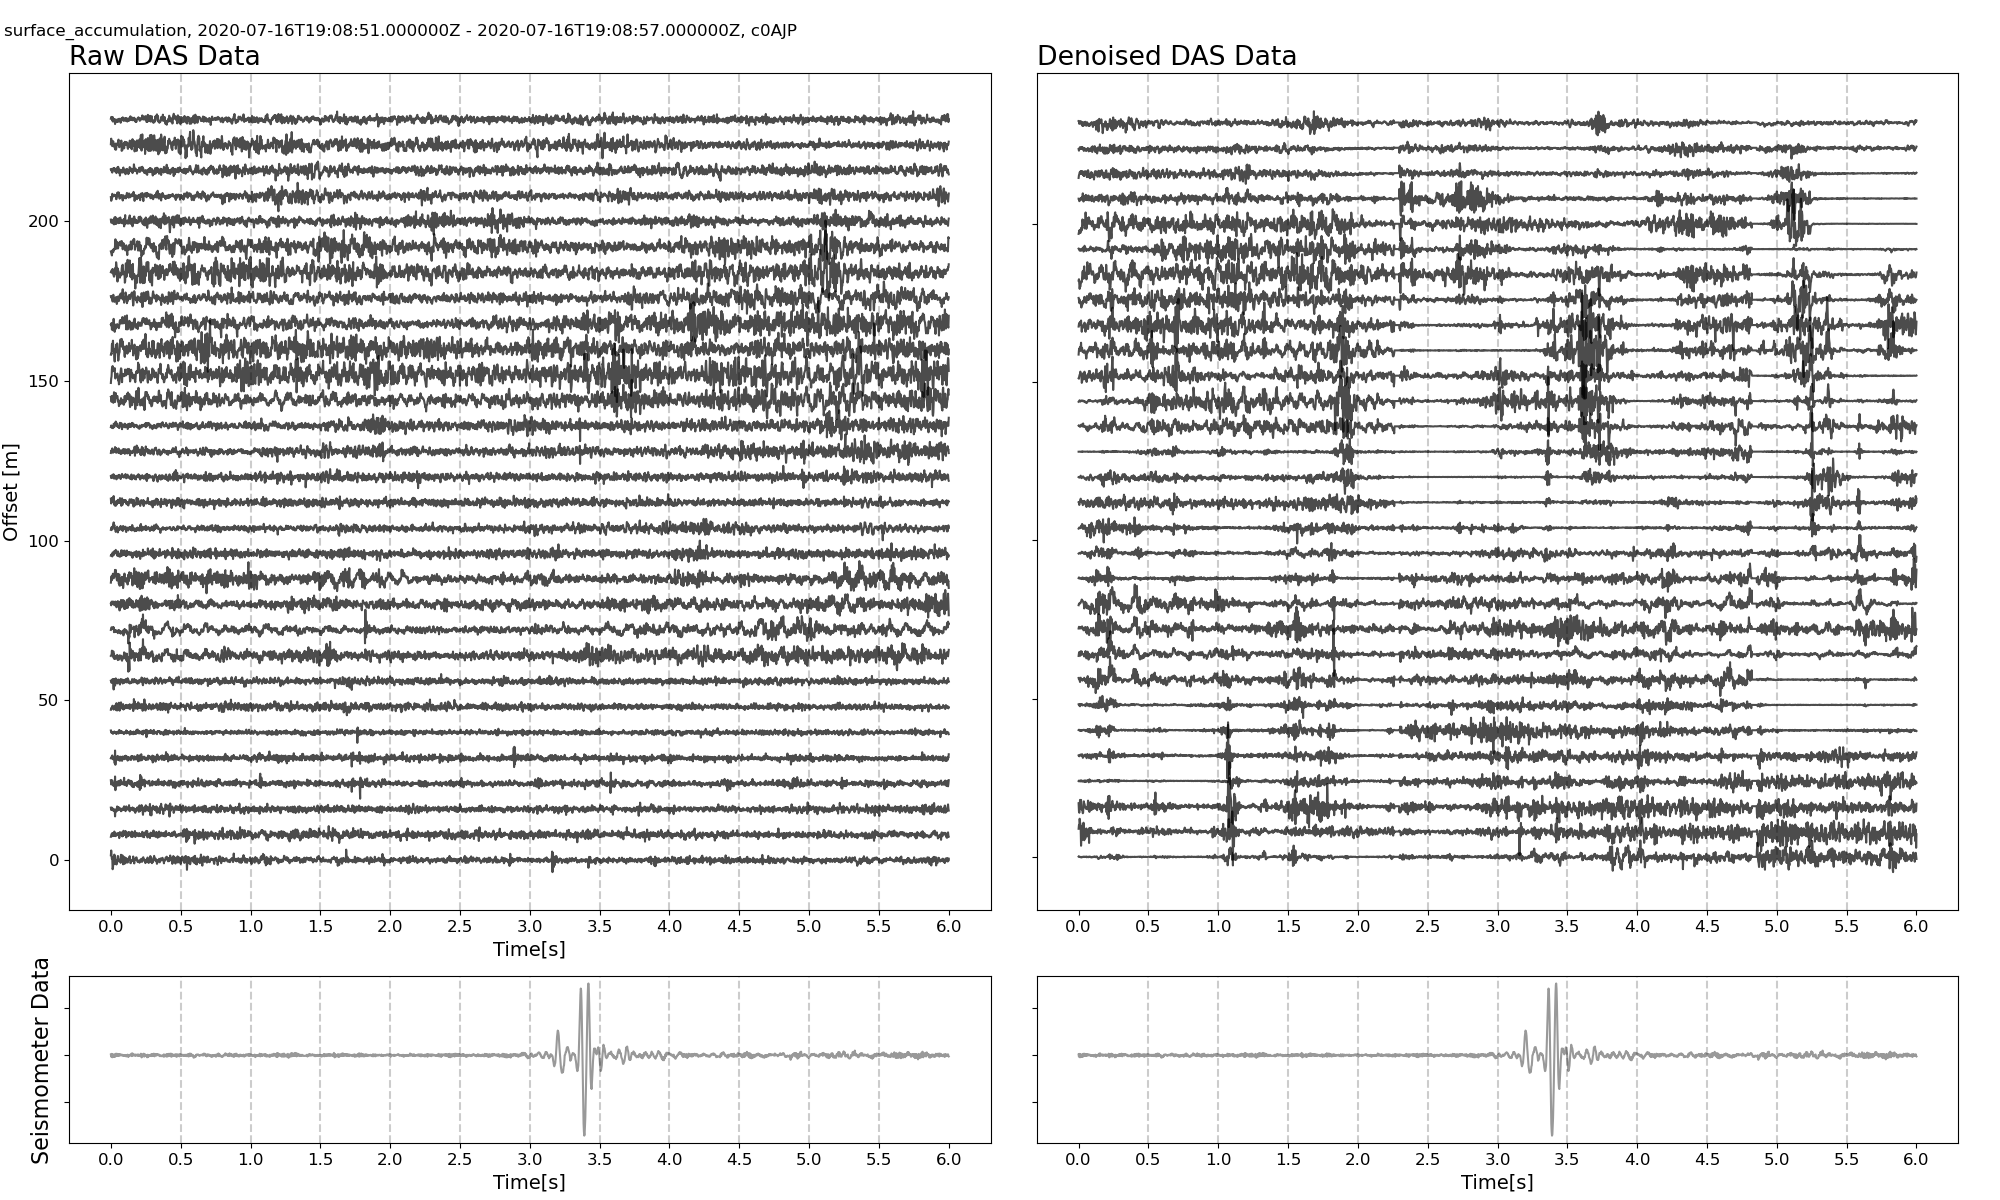 surface_accumulation, 2020-07-16T19:08:51.000000Z - 2020-07-16T19:08:57.000000Z, c0AJP
Raw DAS Data
Denoised DAS Data
Offset [m]
200
150
100
50
0
0.0 0.5 1.0 1.5 2.0 2.5 3.0 3.5 4.0 4.5 5.0 5.5 6.0
Time[s]
0.0 0.5 1.0 1.5 2.0 2.5 3.0 3.5 4.0 4.5 5.0 5.5 6.0
Seismometer Data
0.0 0.5 1.0 1.5 2.0 2.5 3.0 3.5 4.0 4.5 5.0 5.5 6.0
Time[s]
0.0 0.5 1.0 1.5 2.0 2.5 3.0 3.5 4.0 4.5 5.0 5.5 6.0
Time[s]